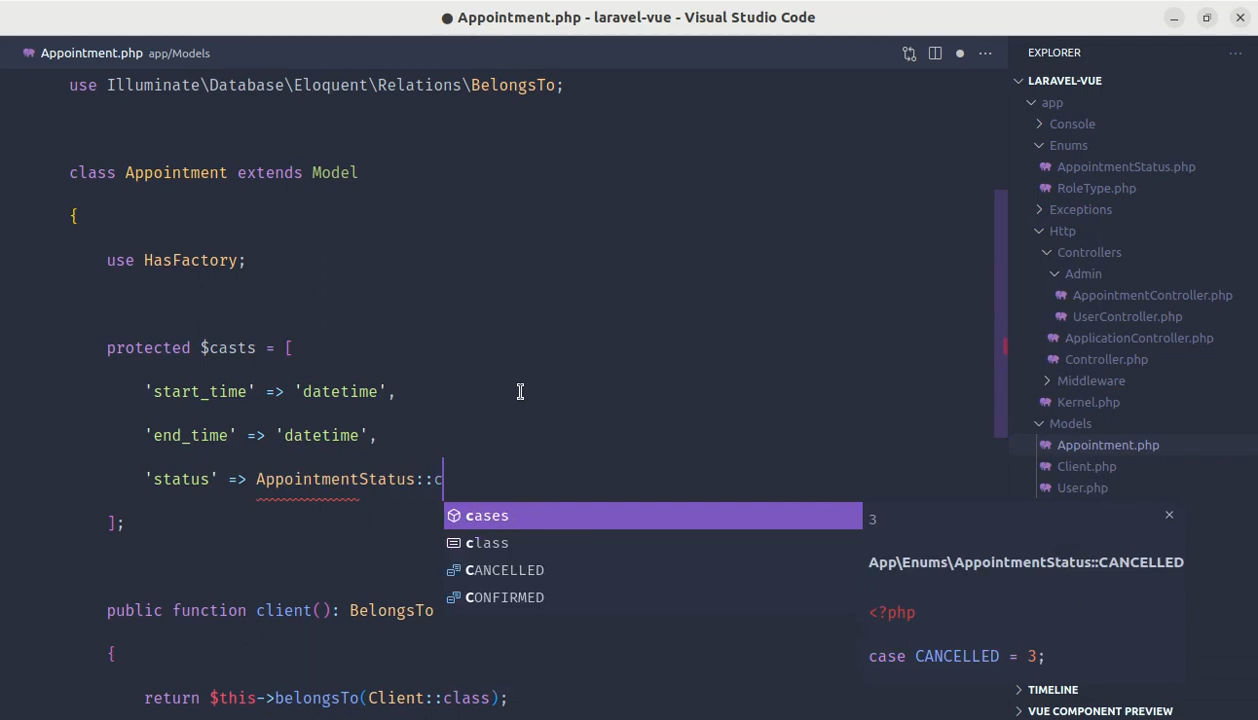 ● Appointment.php - laravel-vue - Visual Studio Code
Appointment.php app/Models
use Illuminate\Database\Eloquent\Relations\BelongsTo;
class Appointment extends Model
{
use HasFactory;
protected $casts = [
'start_time' => 'datetime',
'end_time' => 'datetime',
'status' => AppointmentStatus::c
];
public function client(): BelongsTo
{
return $this->belongsTo(Client::class);
cases
class
CANCELLED
CONFIRMED
3
App\Enums\AppointmentStatus::CANCELLED
<?php
case CANCELLED = 3;
EXPLORER
LARAVEL-VUE
app
Console
Enums
AppointmentStatus.php
RoleType.php
Exceptions
Http
Controllers
Admin
AppointmentController.php
UserController.php
ApplicationController.php
Controller.php
Middleware
Kernel.php
Models
Appointment.php
Client.php
User.php
TIMELINE
VUE COMPONENT PREVIEW